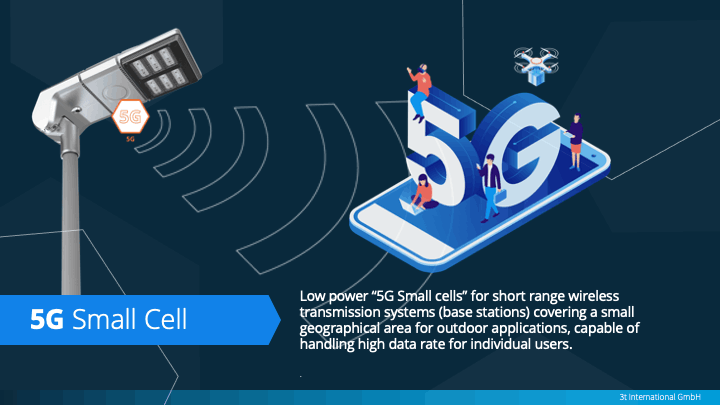 5G
5G
5G
5G Small Cell
Low power “5G Small cells” for short range wireless
transmission systems (base stations) covering a small
geographical area for outdoor applications, capable of
handling high data rate for individual users.
.
3t International GmbH